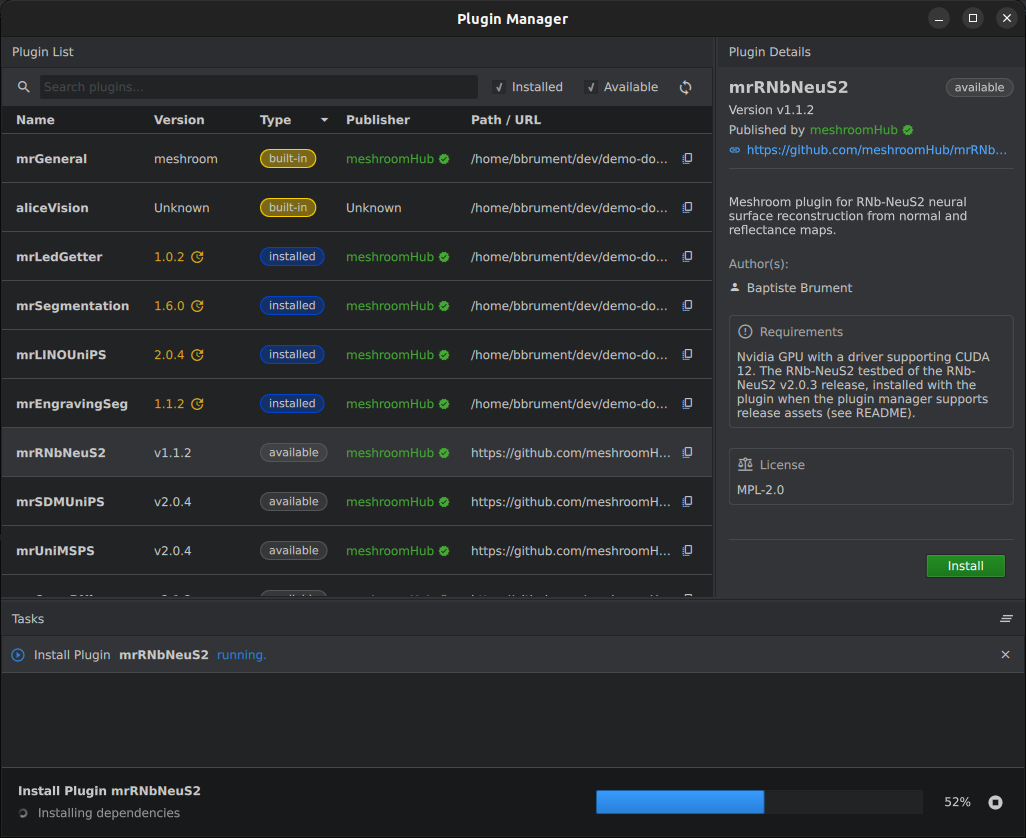 Plugin Manager
Plugin List
Search plugins...
Installed
Available
Name Version Type Publisher Path / URL
mrGeneral meshroom built-in meshroomHub /home/bbrument/dev/demo-do...
aliceVision Unknown built-in Unknown /home/bbrument/dev/demo-do...
mrLedGetter 1.0.2 installed meshroomHub /home/bbrument/dev/demo-do...
mrSegmentation 1.6.0 installed meshroomHub /home/bbrument/dev/demo-do...
mrLINOUniPS 2.0.4 installed meshroomHub /home/bbrument/dev/demo-do...
mrEngravingSeg 1.1.2 installed meshroomHub /home/bbrument/dev/demo-do...
mrRNbNeuS2 v1.1.2 available meshroomHub https://github.com/meshroomH...
mrSDMUniPS v2.0.4 available meshroomHub https://github.com/meshroomH...
mrUniMSPS v2.0.4 available meshroomHub https://github.com/meshroomH...
Plugin Details
mrRNbNeuS2 available
Version v1.1.2
Published by meshroomHub
https://github.com/meshroomHub/mrRNb...
Meshroom plugin for RNb-NeuS2 neural
surface reconstruction from normal and
reflectance maps.
Author(s):
Baptiste Brument
Requirements
Nvidia GPU with a driver supporting CUDA
12. The RNb-NeuS2 testbed of the RNb-
NeuS2 v2.0.3 release, installed with the
plugin when the plugin manager supports
release assets (see README).
License
MPL-2.0
Install
Tasks
Install Plugin mrRNbNeuS2 running.
Install Plugin mrRNbNeuS2
Installing dependencies
52%